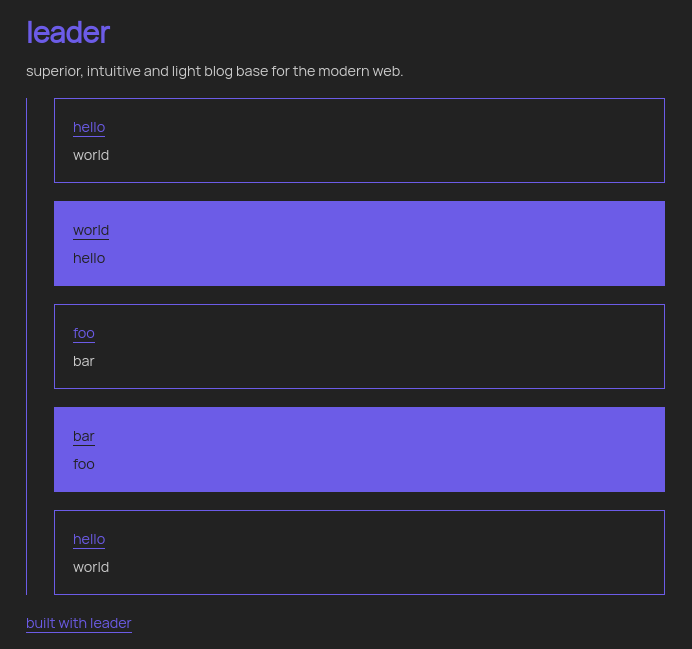 leader
superior, intuitive and light blog base for the modern web.
hello
world
world
hello
foo
bar
bar
foo
hello
world
built with leader